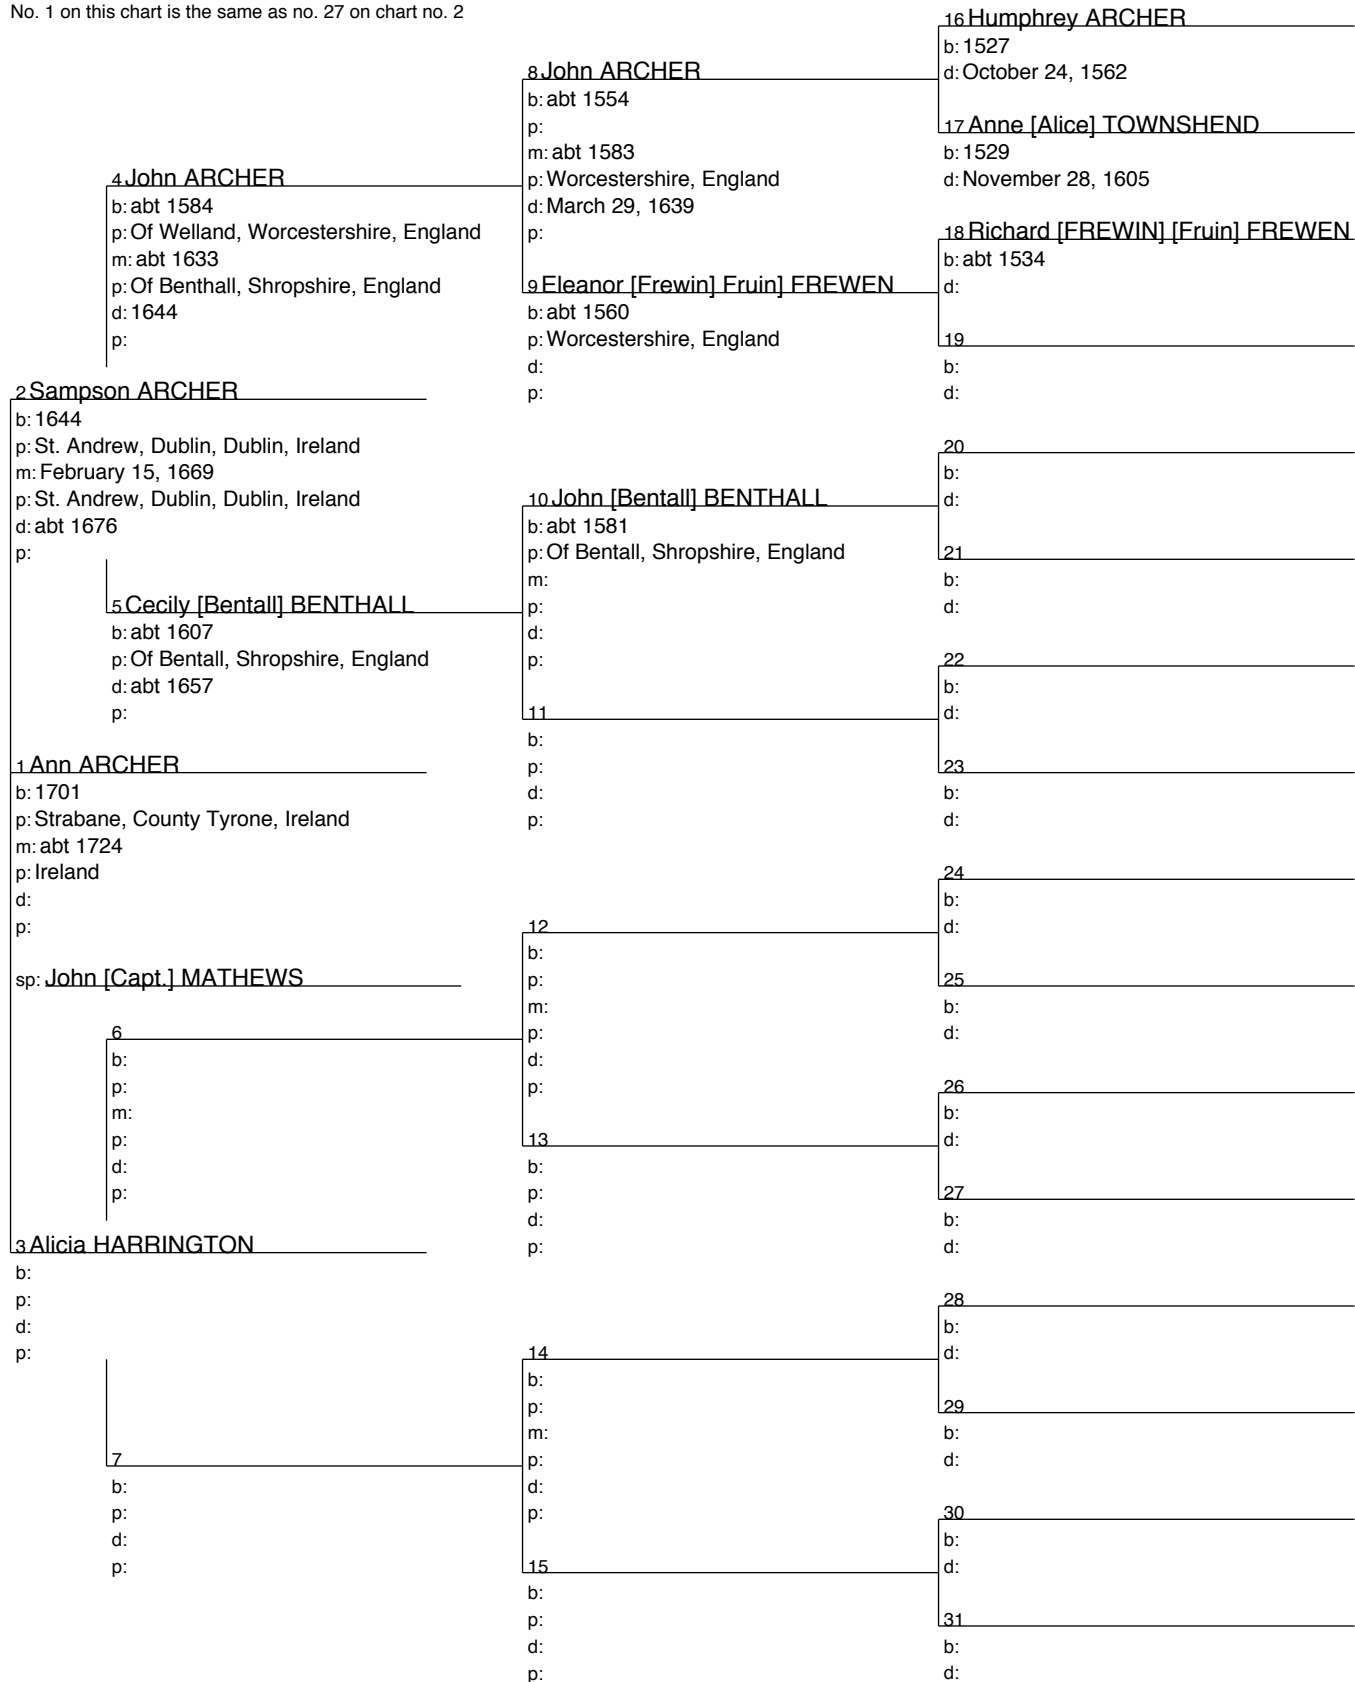 No. 1 on this chart is the same as no. 27 on chart no. 2
1 Ann ARCHER
b: 1701
p: Strabane, County Tyrone, Ireland
m: abt 1724
p: Ireland
d:
p:
sp: John [Capt.] MATHEWS
2 Sampson ARCHER
b: 1644
p: St. Andrew, Dublin, Dublin, Ireland
m: February 15, 1669
p: St. Andrew, Dublin, Dublin, Ireland
d: abt 1676
p:
3 Alicia HARRINGTON
b:
p:
d:
p:
4 John ARCHER
b: abt 1584
p: Of Welland, Worcestershire, England
m: abt 1633
p: Of Benthall, Shropshire, England
d: 1644
p:
5 Cecily [Bentall] BENTHALL
b: abt 1607
p: Of Bentall, Shropshire, England
d: abt 1657
p:
6
b:
p:
m:
p:
d:
p:
7
b:
p:
d:
p:
8 John ARCHER
b: abt 1554
p:
m: abt 1583
p: Worcestershire, England
d: March 29, 1639
p:
9 Eleanor [Frewin] Fruin] FREWEN
b: abt 1560
p: Worcestershire, England
d:
p:
10 John [Bentall] BENTHALL
b: abt 1581
p: Of Bentall, Shropshire, England
m:
p:
d:
p:
11
b:
p:
d:
p:
12
b:
p:
m:
p:
d:
p:
13
b:
p:
d:
p:
14
b:
p:
m:
p:
d:
p:
15
b:
p:
d:
p:
16 Humphrey ARCHER
b: 1527
d: October 24, 1562
17 Anne [Alice] TOWNSHEND
b: 1529
d: November 28, 1605
18 Richard [FREWIN] [Fruin] FREWEN
b: abt 1534
d:
19
b:
d:
20
b:
d:
21
b:
d:
22
b:
d:
23
b:
d:
24
b:
d:
25
b:
d:
26
b:
d:
27
b:
d:
28
b:
d:
29
b:
d:
30
b:
d:
31
b:
d: